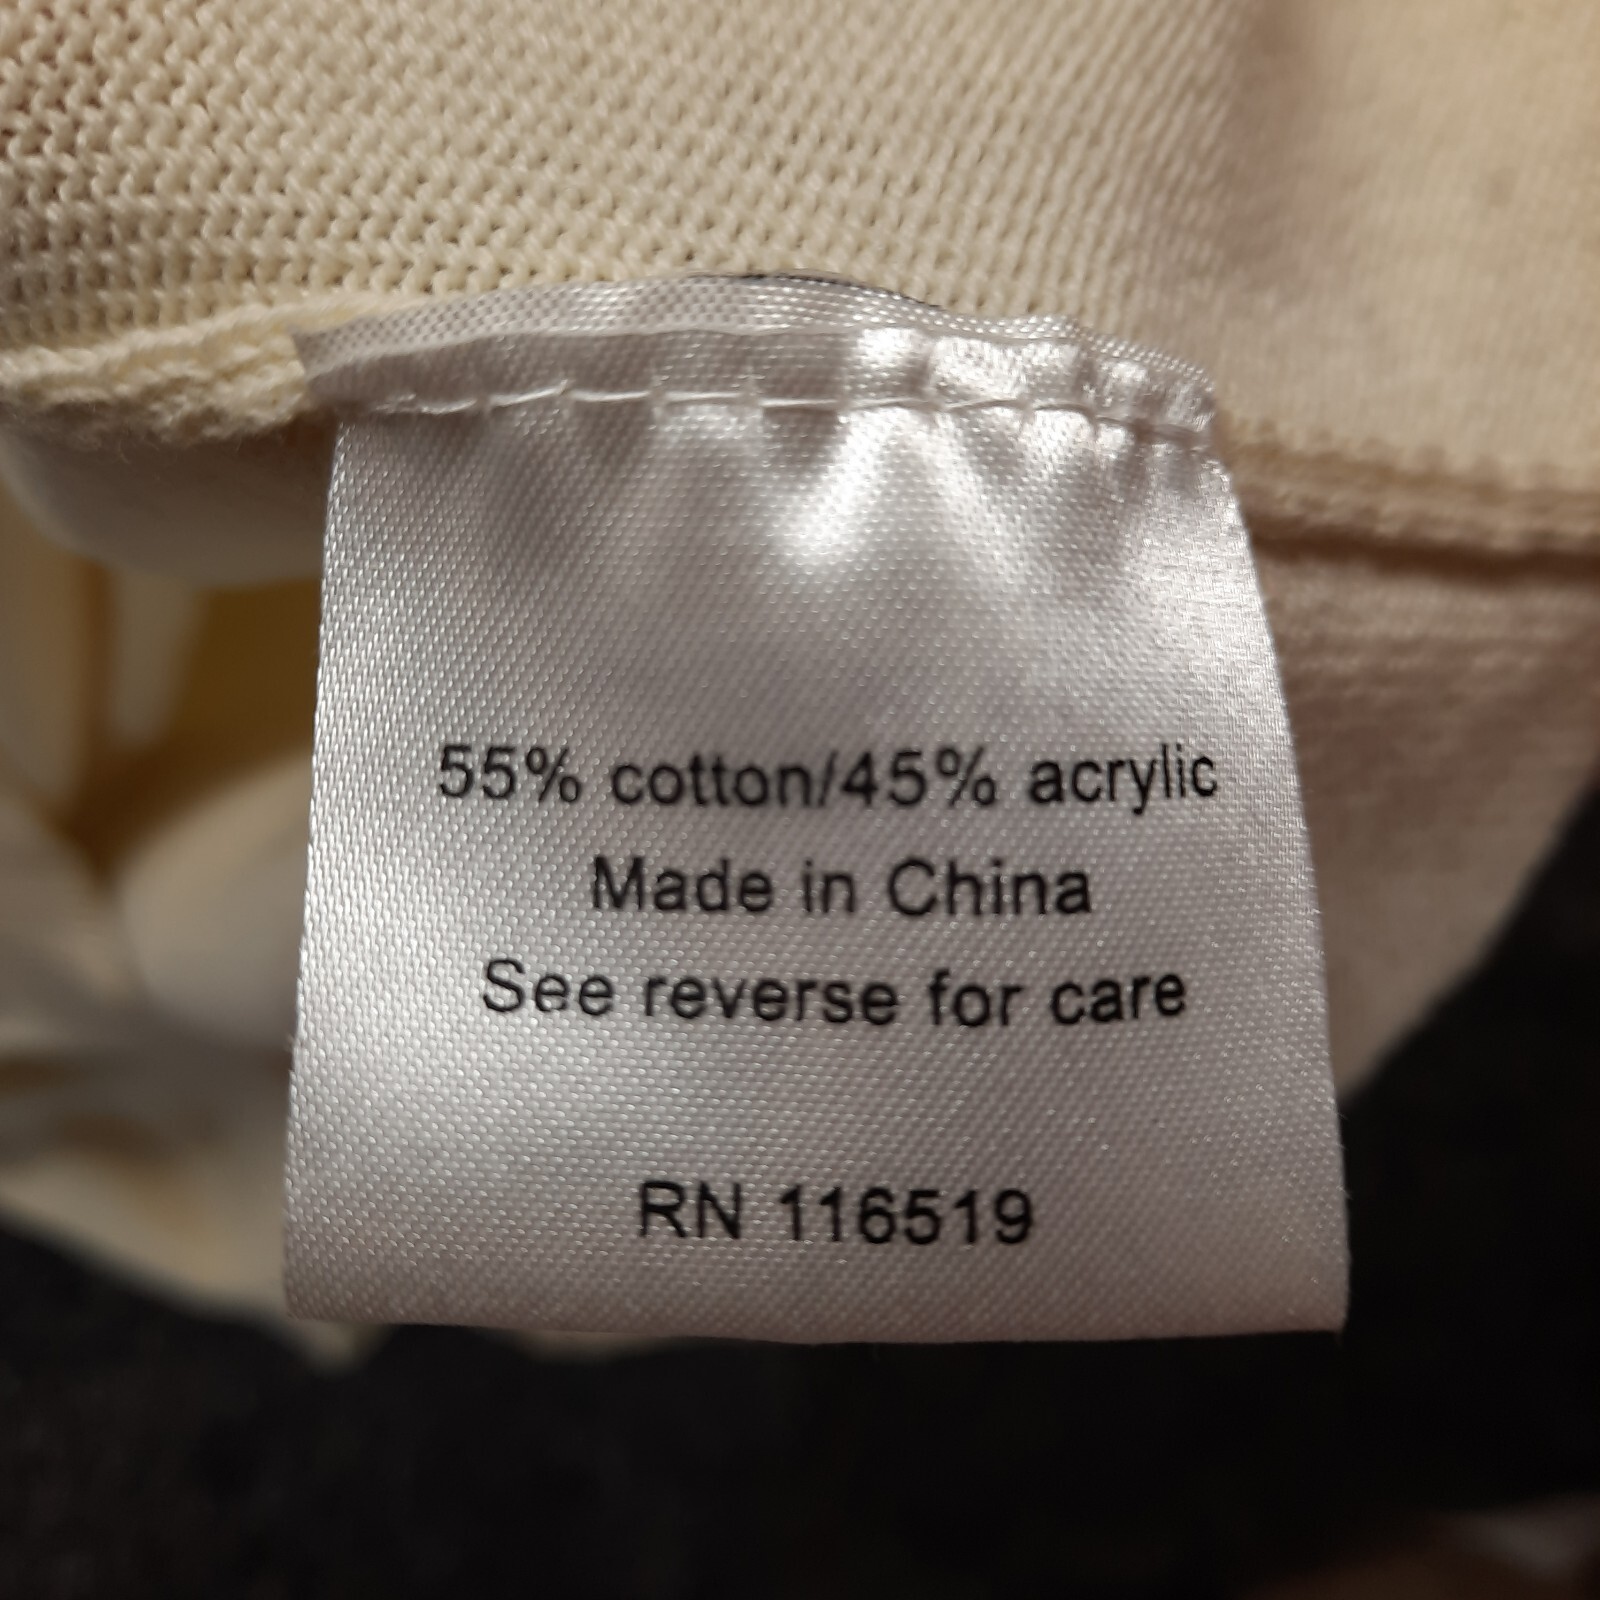 55% cotton/45% acrylic
Made in China
See reverse for care
RN 116519